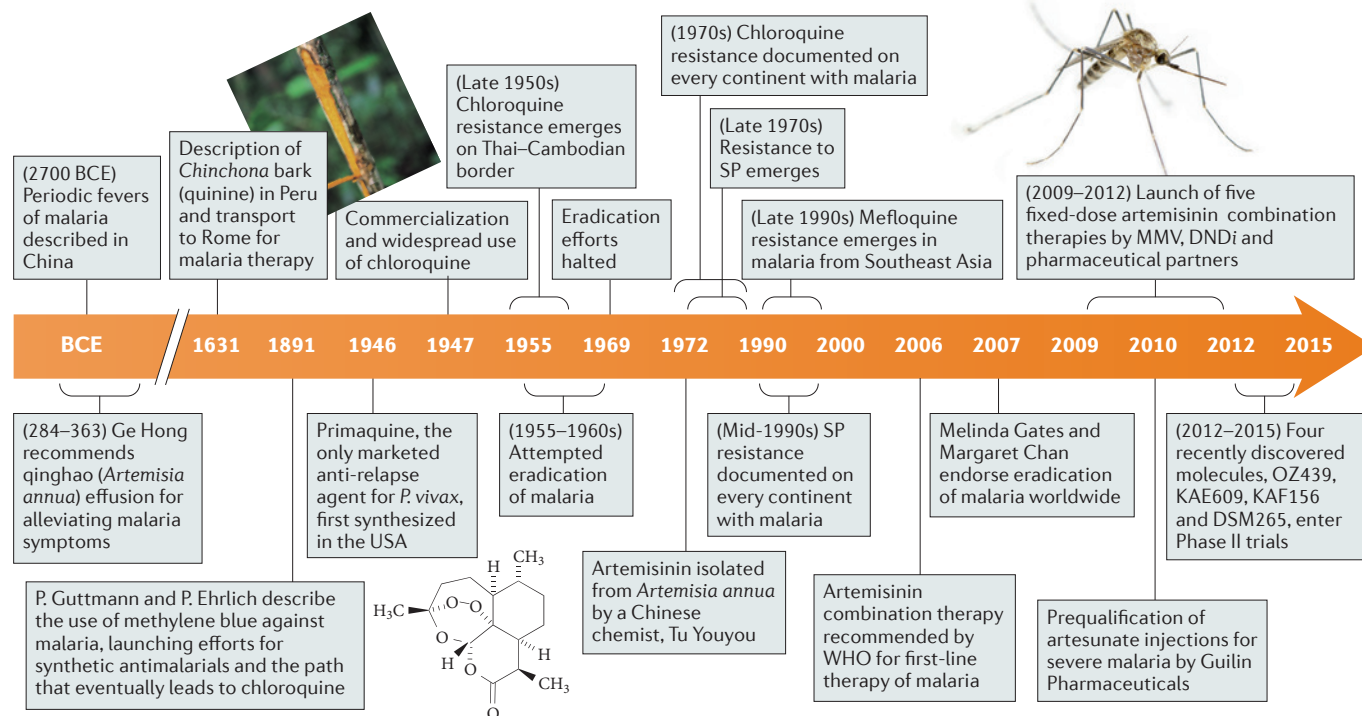 (2700 BCE)
Periodic fevers
of malaria
described in
China
Description of
Chinchona bark
(quinine) in Peru
and transport
to Rome for
malaria therapy
Commercialization
and widespread use
of chloroquine
(Late 1950s)
Chloroquine
resistance emerges
on Thai–Cambodian
border
Eradication
efforts
halted
(1970s) Chloroquine
resistance documented on
every continent with malaria
(Late 1970s)
Resistance to
SP emerges
(Late 1990s) Mefloquine
resistance emerges in
malaria from Southeast Asia
(2009–2012) Launch of five
fixed-dose artemisinin combination
therapies by MMV, DNDi and
pharmaceutical partners
BCE 1631 1891 1946 1947 1955 1969 1972 1990 2000 2006 2007 2009 2010 2012 2015
(284–363) Ge Hong
recommends
qinghao (Artemisia
annua) effusion for
alleviating malaria
symptoms
P. Guttmann and P. Ehrlich describe
the use of methylene blue against
malaria, launching efforts for
synthetic antimalarials and the path
that eventually leads to chloroquine
Primaquine, the
only marketed
anti-relapse
agent for P. vivax,
first synthesized
in the USA
(1955–1960s)
Attempted
eradication
of malaria
Artemisinin isolated
from Artemisia annua
by a Chinese
chemist, Tu Youyou
(Mid-1990s) SP
resistance
documented on
every continent
with malaria
Artemisinin
combination therapy
recommended by
WHO for first-line
therapy of malaria
Melinda Gates and
Margaret Chan
endorse eradication
of malaria worldwide
Prequalification of
artesunate injections for
severe malaria by Guilin
Pharmaceuticals
(2012–2015) Four
recently discovered
molecules, OZ439,
KAE609, KAF156
and DSM265, enter
Phase II trials
CH₃
H
H₃C
O O
O
H
H
O
CH₃
O